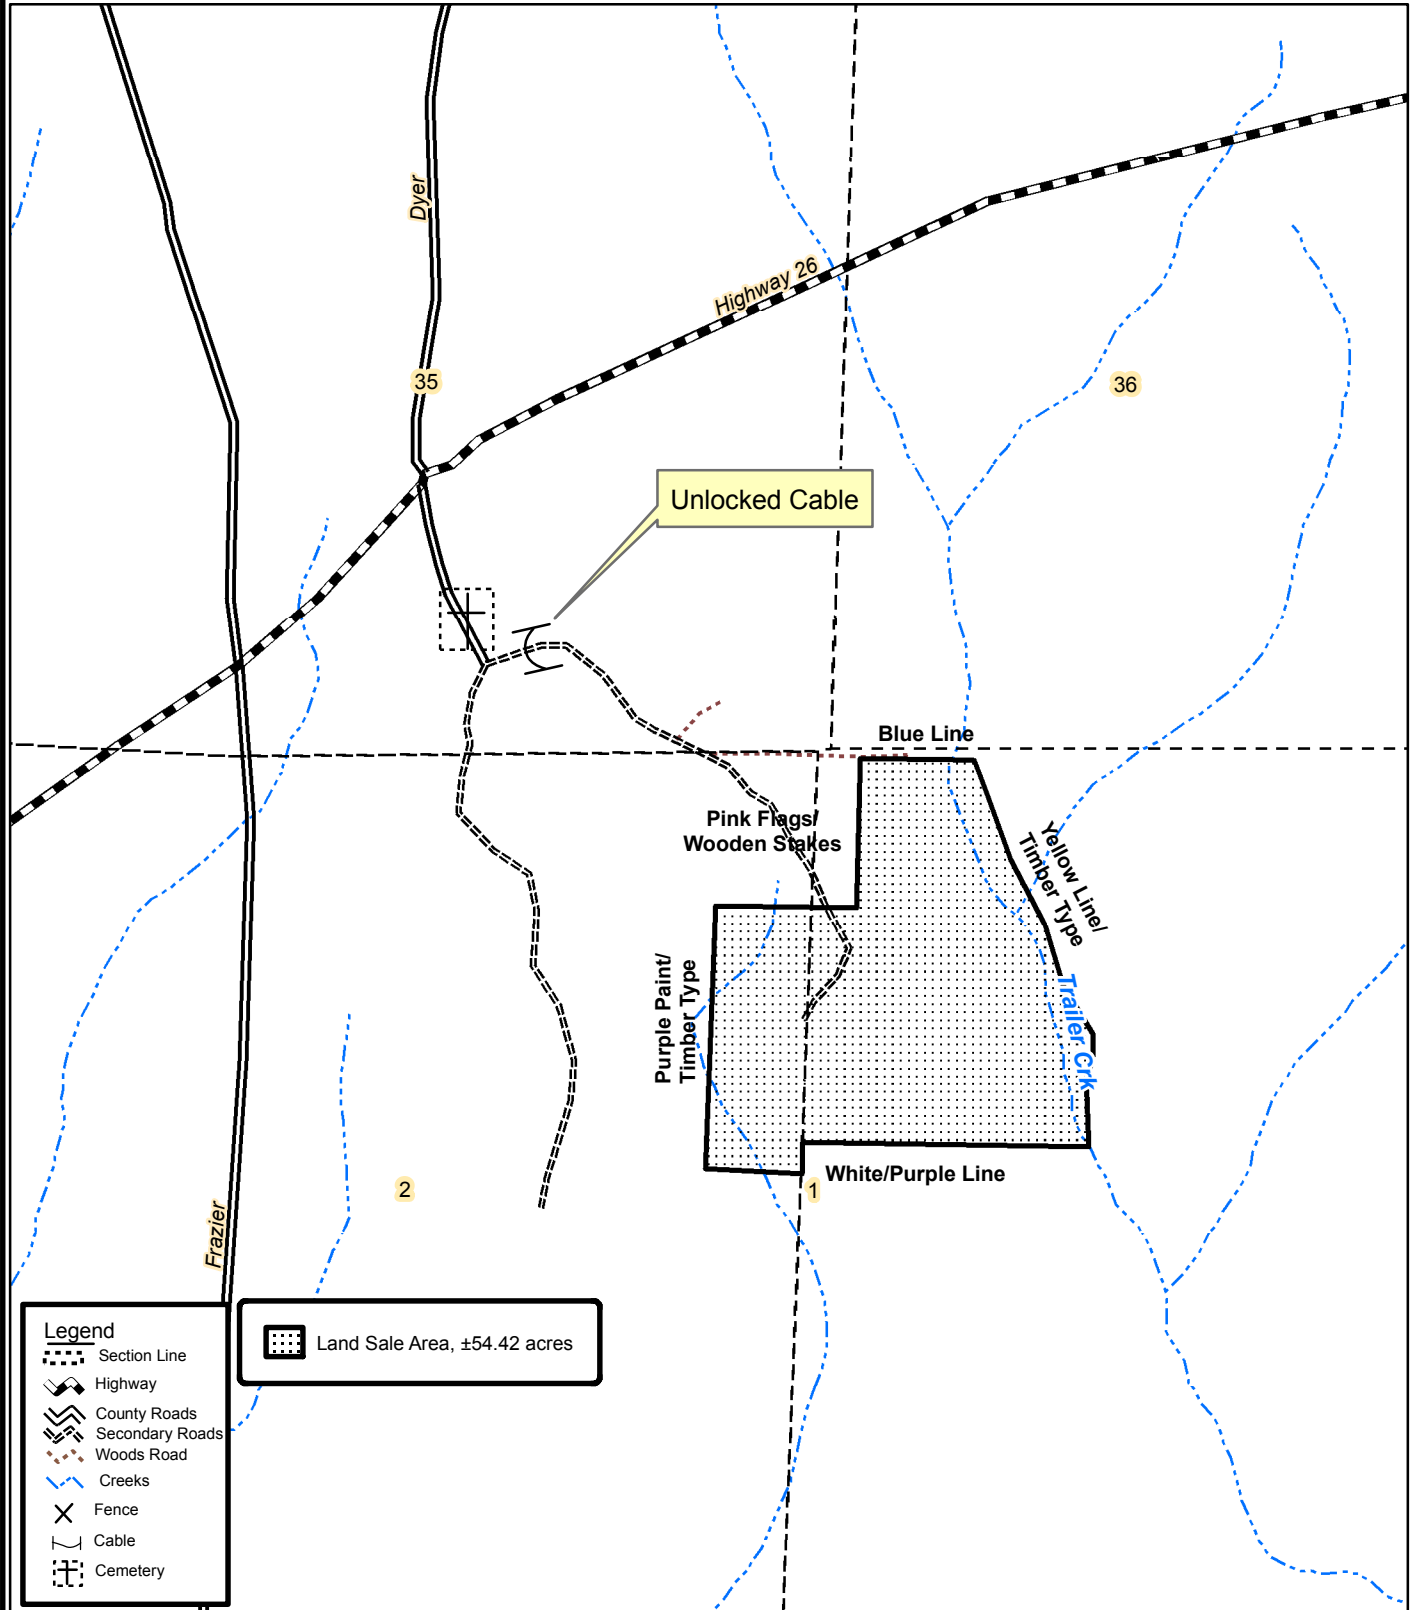 Dyer
Highway 26
35
36
Unlocked Cable
Blue Line
Pink Flags/
Wooden Stakes
Yellow Line/
Timber Type
Purple Paint/
Timber Type
Trailer Crk
White/Purple Line
2
1
Frazier
Legend
Section Line
Highway
County Roads
Secondary Roads
Woods Road
Creeks
Fence
Cable
Cemetery
Land Sale Area, ±54.42 acres